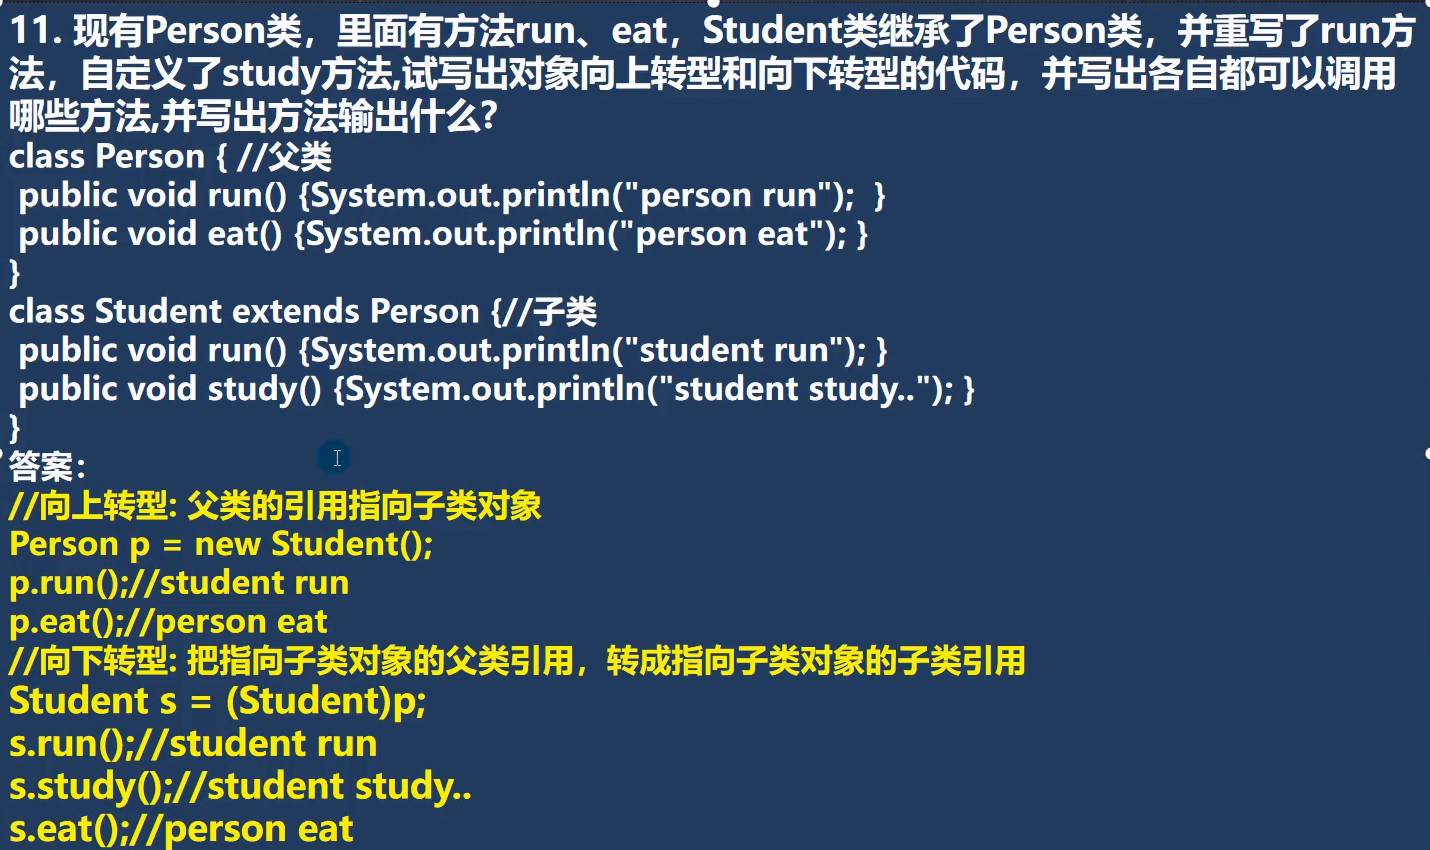 11. 现有Person类，里面有方法run、eat，Student类继承了Person类，并重写了run方
法，自定义了study方法,试写出对象向上转型和向下转型的代码，并写出各自都可以调用
哪些方法,并写出方法输出什么?
class Person { //父类
public void run() {System.out.println("person run");  }
public void eat() {System.out.println("person eat"); }
}
class Student extends Person {//子类
public void run() {System.out.println("student run"); }
public void study() {System.out.println("student study.."); }
}
答案：
//向上转型: 父类的引用指向子类对象
Person p = new Student();
p.run();//student run
p.eat();//person eat
//向下转型: 把指向子类对象的父类引用，转成指向子类对象的子类引用
Student s = (Student)p;
s.run();//student run
s.study();//student study..
s.eat();//person eat